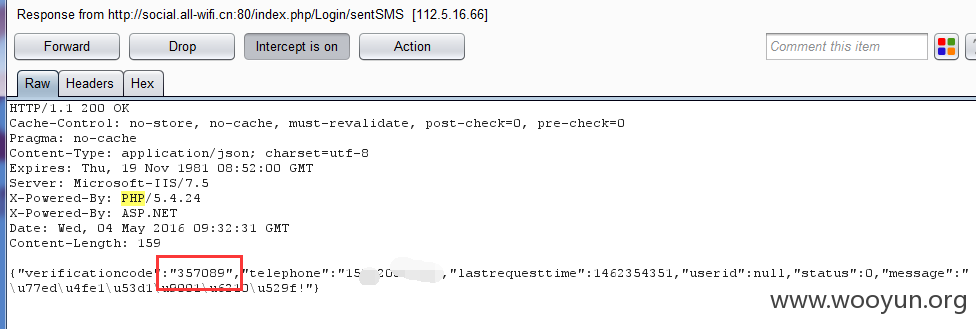 Response from http://social.all-wifi.cn:80/index.php/Login/sentSMS [112.5.16.66]
Forward Drop Intercept is on Action Comment this item
Raw Headers Hex
HTTP/1.1 200 OK
Cache-Control: no-store, no-cache, must-revalidate, post-check=0, pre-check=0
Pragma: no-cache
Content-Type: application/json; charset=utf-8
Expires: Thu, 19 Nov 1981 08:52:00 GMT
Server: Microsoft-IIS/7.5
X-Powered-By: PHP/5.4.24
X-Powered-By: ASP.NET
Date: Wed, 04 May 2016 09:32:31 GMT
Content-Length: 159
{"verificationcode":"357089","telephone":"15 ,"lastrequesttime":1462354351,"userid":null,"status":0,"message":"
\u77ed\u4fe1\u53d1\u9001\u6210\u529f!"}
www.wooyun.org